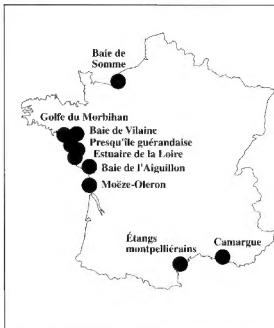 Baie de
Somme
Golfe du Morbihan
Baie de Vilaine
Presqu'île guérandaise
Estuaire de la Loire
Baie de l'Aiguillon
Moëze-Oleron
Étangs
montpelliérains
Camargue